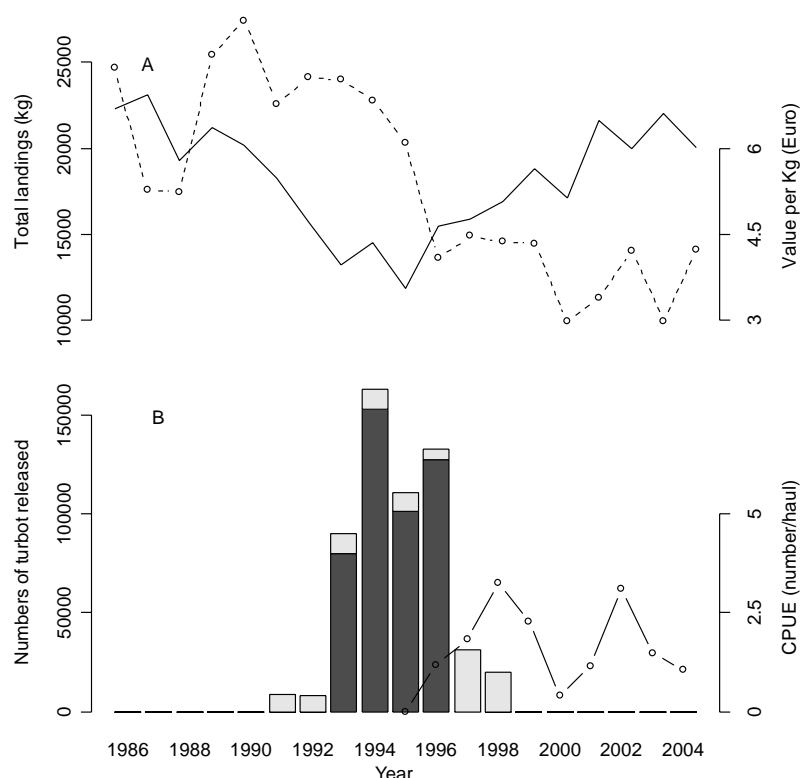 A
Total landings (kg)
25000
20000
15000
10000
Value per Kg (Euro)
6
4.5
3
B
Numbers of turbot released
150000
100000
50000
0
CPUE (number/haul)
5
2.5
0
1986 1988 1990 1992 1994 1996 1998 2000 2002 2004
Year